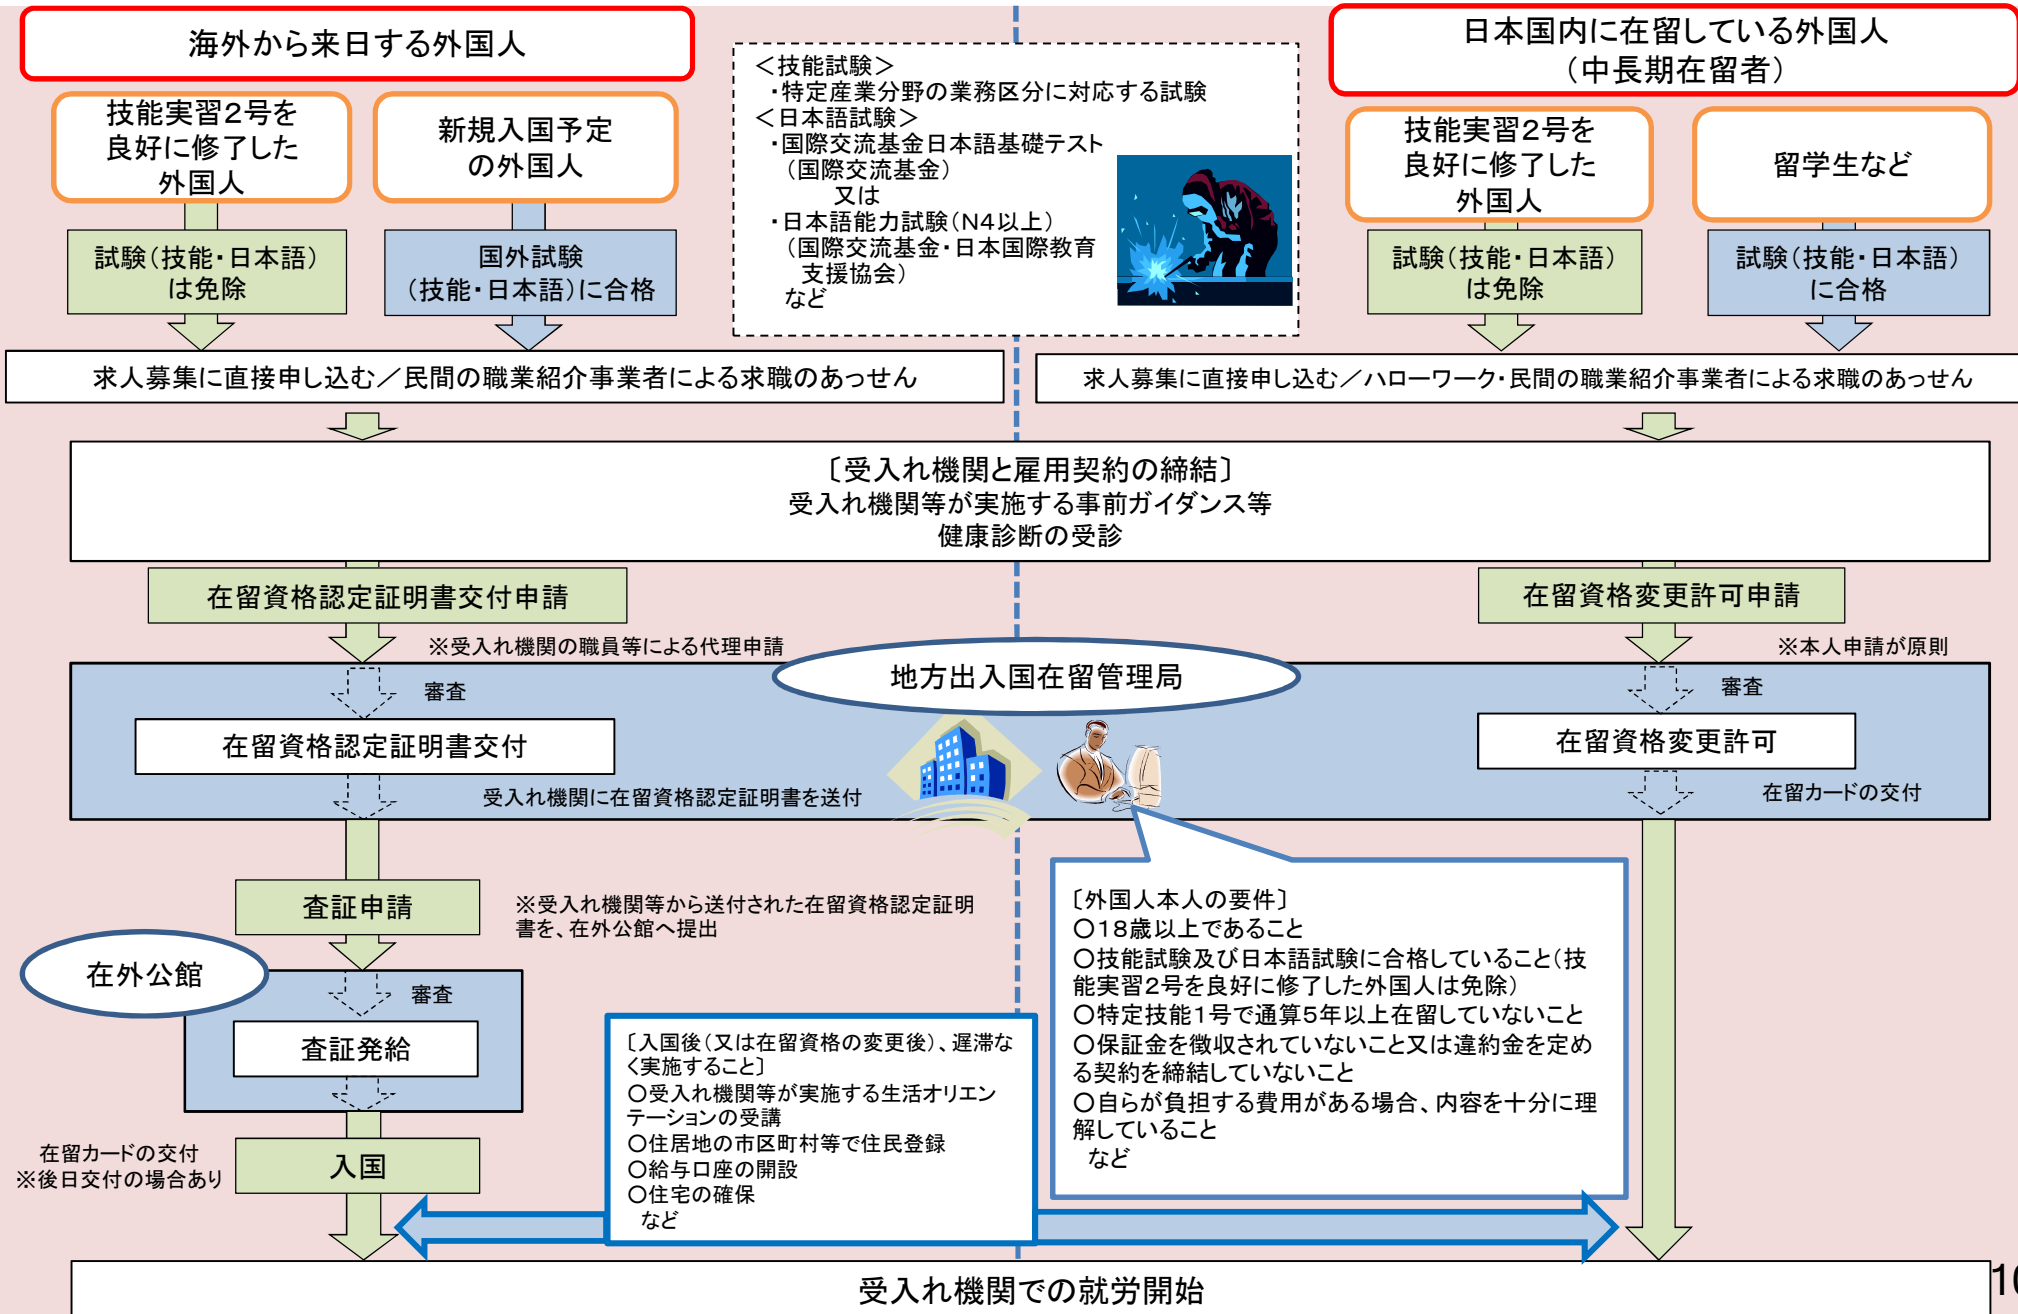 海外から来日する外国人
日本国内に在留している外国人
（中長期在留者）
技能実習２号を
良好に修了した
外国人
新規入国予定
の外国人
＜技能試験＞
・特定産業分野の業務区分に対応する試験
＜日本語試験＞
・国際交流基金日本語基礎テスト
（国際交流基金）
又は
・日本語能力試験（Ｎ４以上）
（国際交流基金・日本国際教育
支援協会）
など
技能実習２号を
良好に修了した
外国人
留学生など
試験（技能・日本語）
は免除
国外試験
（技能・日本語）に合格
試験（技能・日本語）
は免除
試験（技能・日本語）
に合格
求人募集に直接申し込む／民間の職業紹介事業者による求職のあっせん
求人募集に直接申し込む／ハローワーク・民間の職業紹介事業者による求職のあっせん
〔受入れ機関と雇用契約の締結〕
受入れ機関等が実施する事前ガイダンス等
健康診断の受診
在留資格認定証明書交付申請
在留資格変更許可申請
※受入れ機関の職員等による代理申請
※本人申請が原則
地方出入国在留管理局
審査
審査
在留資格認定証明書交付
在留資格変更許可
受入れ機関に在留資格認定証明書を送付
在留カードの交付
査証申請
※受入れ機関等から送付された在留資格認定証明
書を、在外公館へ提出
在外公館
審査
査証発給
〔外国人本人の要件〕
○１８歳以上であること
○技能試験及び日本語試験に合格していること（技
能実習２号を良好に修了した外国人は免除）
○特定技能１号で通算５年以上在留していないこと
○保証金を徴収されていないこと又は違約金を定め
る契約を締結していないこと
○自らが負担する費用がある場合、内容を十分に理
解していること
など
〔入国後（又は在留資格の変更後）、遅滞な
く実施すること〕
○受入れ機関等が実施する生活オリエン
テーションの受講
○住居地の市区町村等で住民登録
○給与口座の開設
○住宅の確保
など
在留カードの交付
※後日交付の場合あり
入国
受入れ機関での就労開始